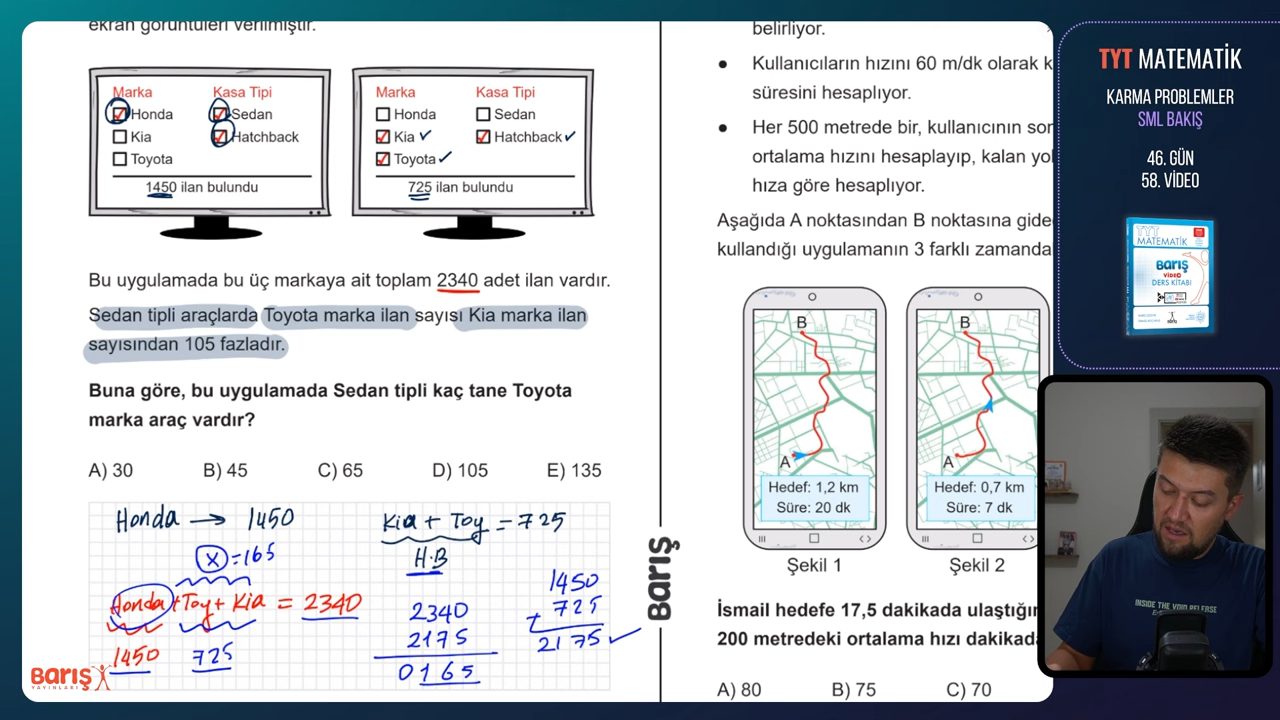 ekran görüntüleri verilmiştir.
Marka Kasa Tipi
Honda Sedan
Kia Hatchback
Toyota
1450 ilan bulundu
Marka Kasa Tipi
Honda Sedan
Kia Hatchback
Toyota
725 ilan bulundu
Bu uygulamada bu üç markaya ait toplam 2340 adet ilan vardır.
Sedan tipli araçlarda Toyota marka ilan sayısı Kia marka ilan
sayısından 105 fazladır.
Buna göre, bu uygulamada Sedan tipli kaç tane Toyota
marka araç vardır?
A) 30 B) 45 C) 65 D) 105 E) 135
Honda → 1450
x = 165
Honda + Toy + Kia = 2340
1450 725
Kia + Toy = 725
H.B
2340
2175
0165
1450
+ 725
2175
Barış
YAYINLARI
Barış
belirliyor.
• Kullanıcıların hızını 60 m/dk olarak k
süresini hesaplıyor.
• Her 500 metrede bir, kullanıcının son
ortalama hızını hesaplayıp, kalan yo
hıza göre hesaplıyor.
Aşağıda A noktasından B noktasına gide
kullandığı uygulamanın 3 farklı zamanda
B
A
Hedef: 1,2 km
Süre: 20 dk
Şekil 1
B
A
Hedef: 0,7 km
Süre: 7 dk
Şekil 2
İsmail hedefe 17,5 dakikada ulaştığın
200 metredeki ortalama hızı dakikada
A) 80 B) 75 C) 70
TYT MATEMATİK
KARMA PROBLEMLER
SML BAKIŞ
46. GÜN
58. VİDEO
TYT
MATEMATİK
Barış
VİDEO
DERS KİTABI
INSIDE THE VOID RELEASE